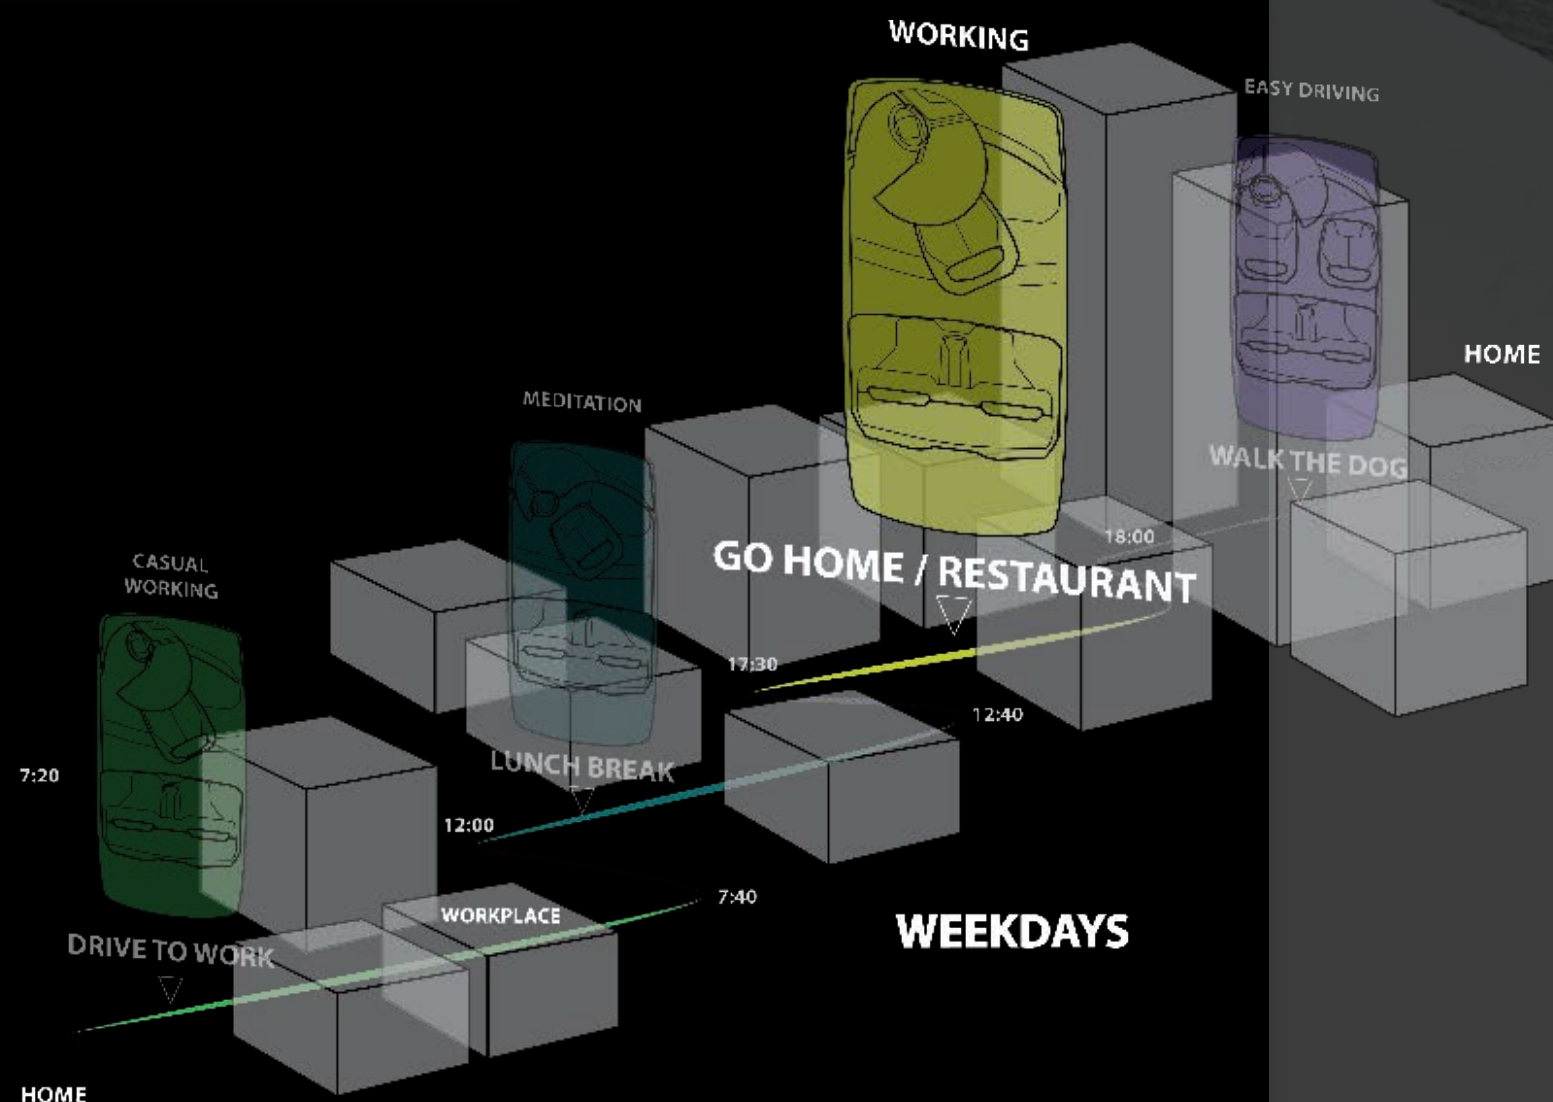 WORKING
EASY DRIVING
HOME
MEDITATION
WALK THE DOG
18:00
CASUAL
WORKING
GO HOME / RESTAURANT
17:30
12:40
7:20
LUNCH BREAK
12:00
7:40
WORKPLACE
WEEKDAYS
DRIVE TO WORK
HOME